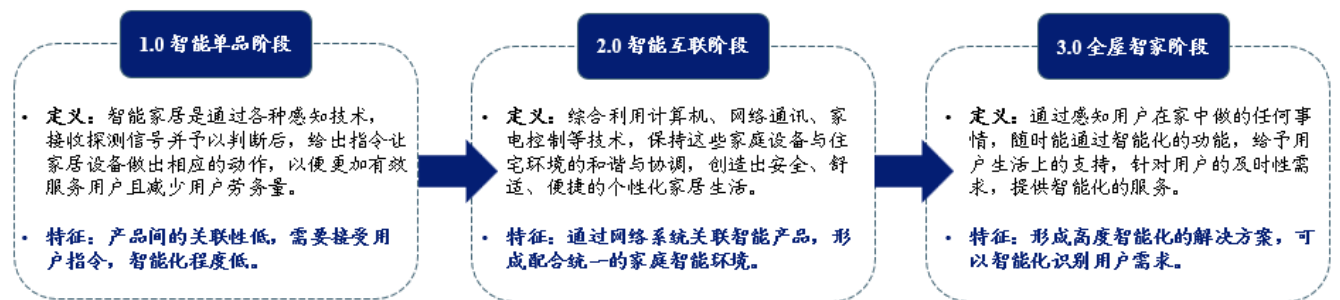 1.0 智能单品阶段
• 定义：智能家居是通过各种感知技术，
接收探测信号并予以判断后，给出指令让
家居设备做出相应的动作，以便更加有效
服务用户且减少用户劳务量。
• 特征：产品间的关联性低，需要接受用
户指令，智能化程度低。
2.0 智能互联阶段
• 定义：综合利用计算机、网络通讯、家
电控制等技术，保持这些家庭设备与住
宅环境的和谐与协调，创造出安全、舒
适、便捷的个性化家居生活。
• 特征：通过网络系统关联智能产品，形
成配合统一的家庭智能环境。
3.0 全屋智家阶段
• 定义：通过感知用户在家中做的任何事
情，随时能通过智能化的功能，给予用
户生活上的支持，针对用户的及时性需
求，提供智能化的服务。
• 特征：形成高度智能化的解决方案，可
以智能化识别用户需求。